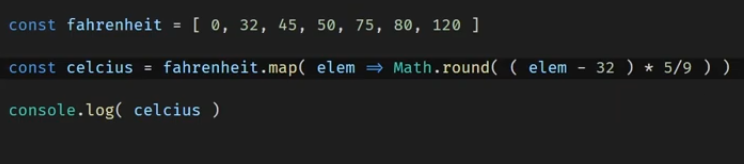 const fahrenheit = [ 0, 32, 45, 50, 75, 80, 120 ]
const celcius = fahrenheit.map( elem ⇒ Math.round( ( elem - 32 ) * 5/9 ) )
console.log( celcius )